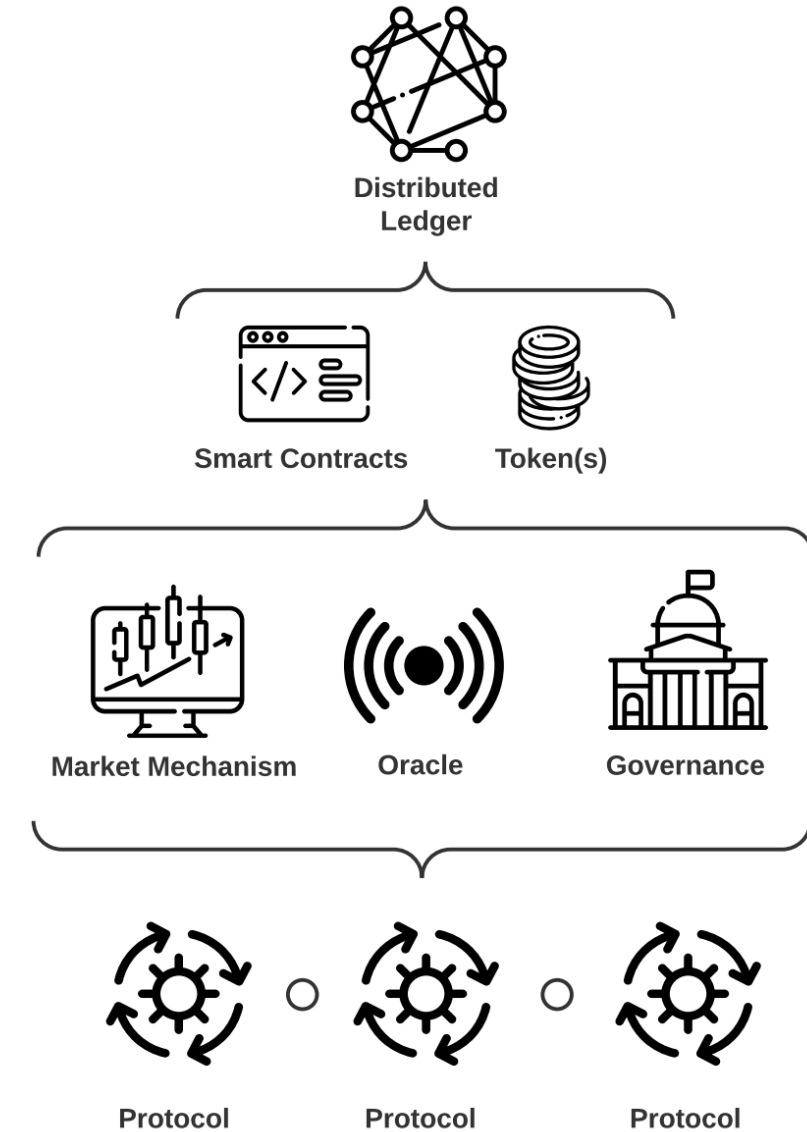 Distributed
Ledger
Smart Contracts
Token(s)
Market Mechanism
Oracle
Governance
Protocol
Protocol
Protocol